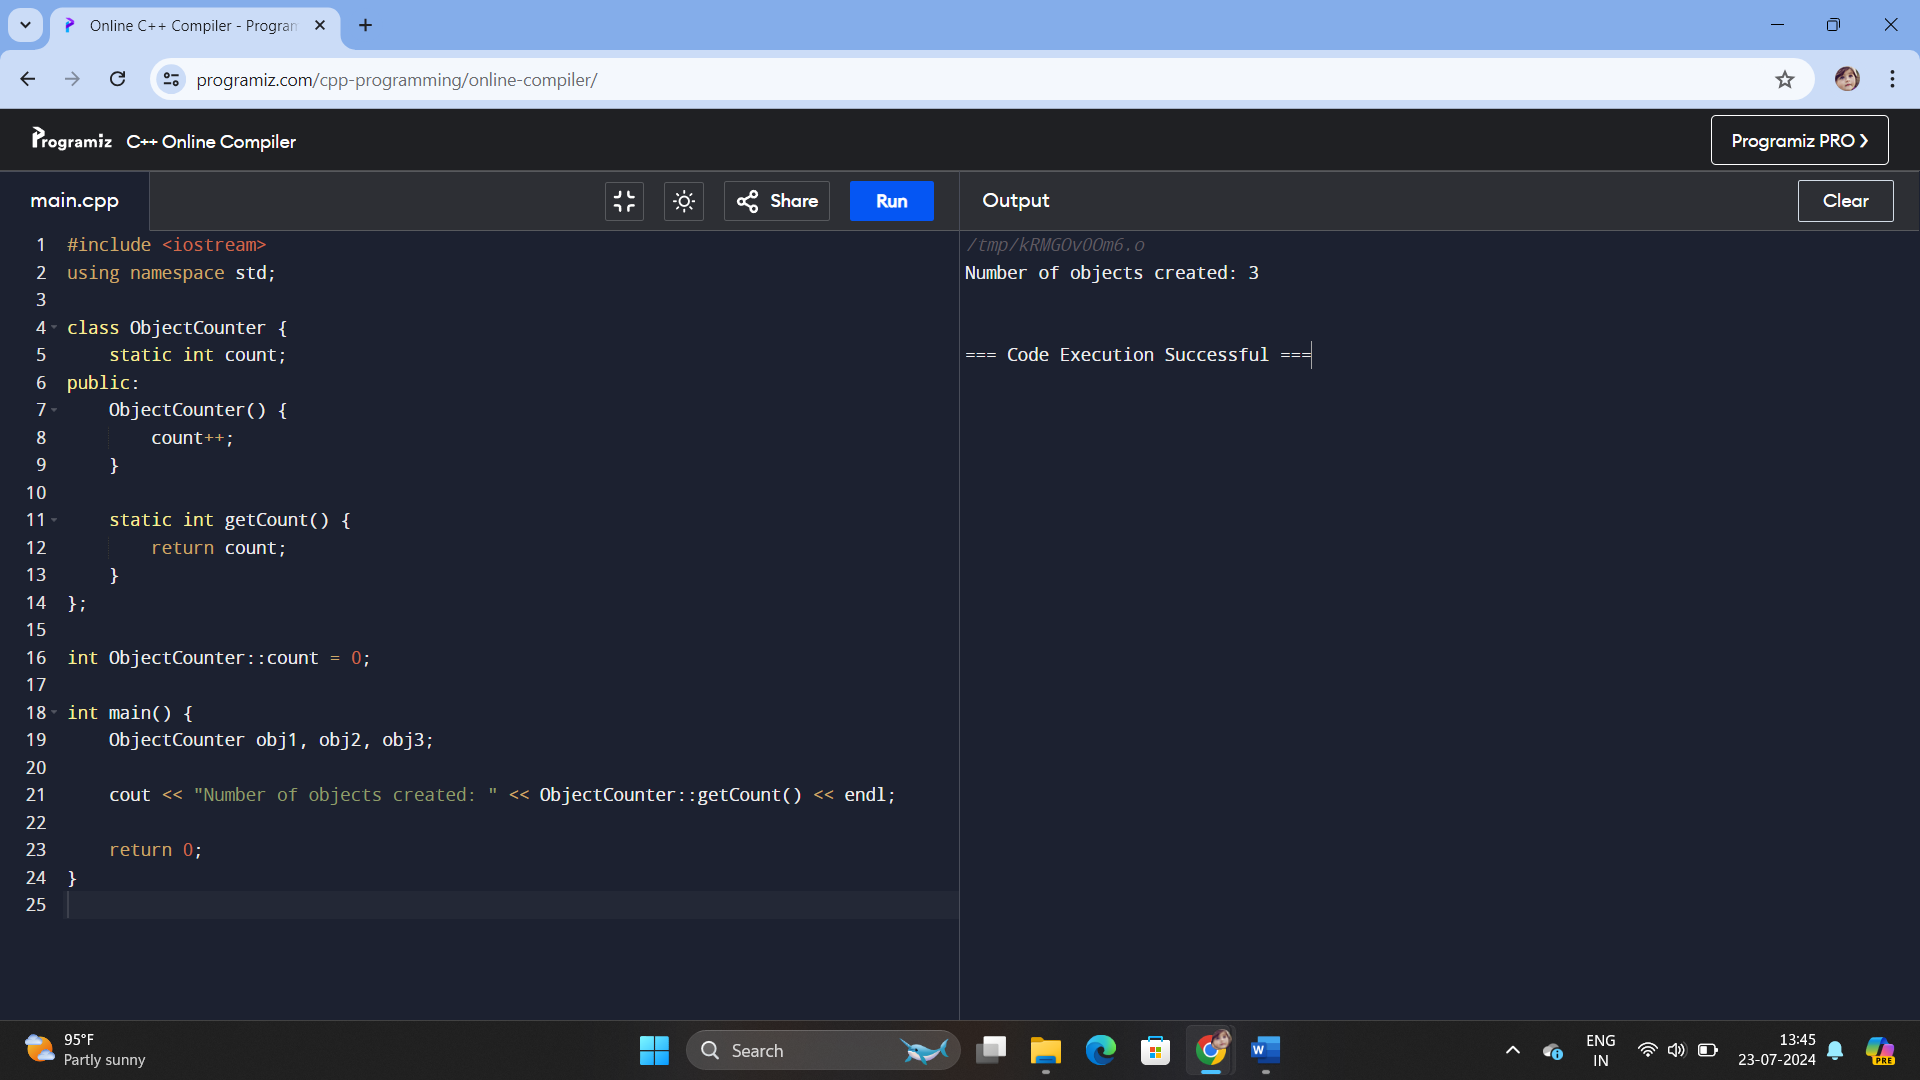 Online C++ Compiler - Program
programiz.com/cpp-programming/online-compiler/
Programiz C++ Online Compiler
Programiz PRO
main.cpp
Share
Run
Output
Clear
1 #include <iostream>
2 using namespace std;
3
4 class ObjectCounter {
5     static int count;
6 public:
7     ObjectCounter() {
8         count++;
9     }
10
11     static int getCount() {
12         return count;
13     }
14 };
15
16 int ObjectCounter::count = 0;
17
18 int main() {
19     ObjectCounter obj1, obj2, obj3;
20
21     cout << "Number of objects created: " << ObjectCounter::getCount() << endl;
22
23     return 0;
24 }
25
/tmp/kRMGOvOOm6.o
Number of objects created: 3
=== Code Execution Successful ===
95°F
Partly sunny
Search
W
ENG
IN
13:45
23-07-2024
PRE